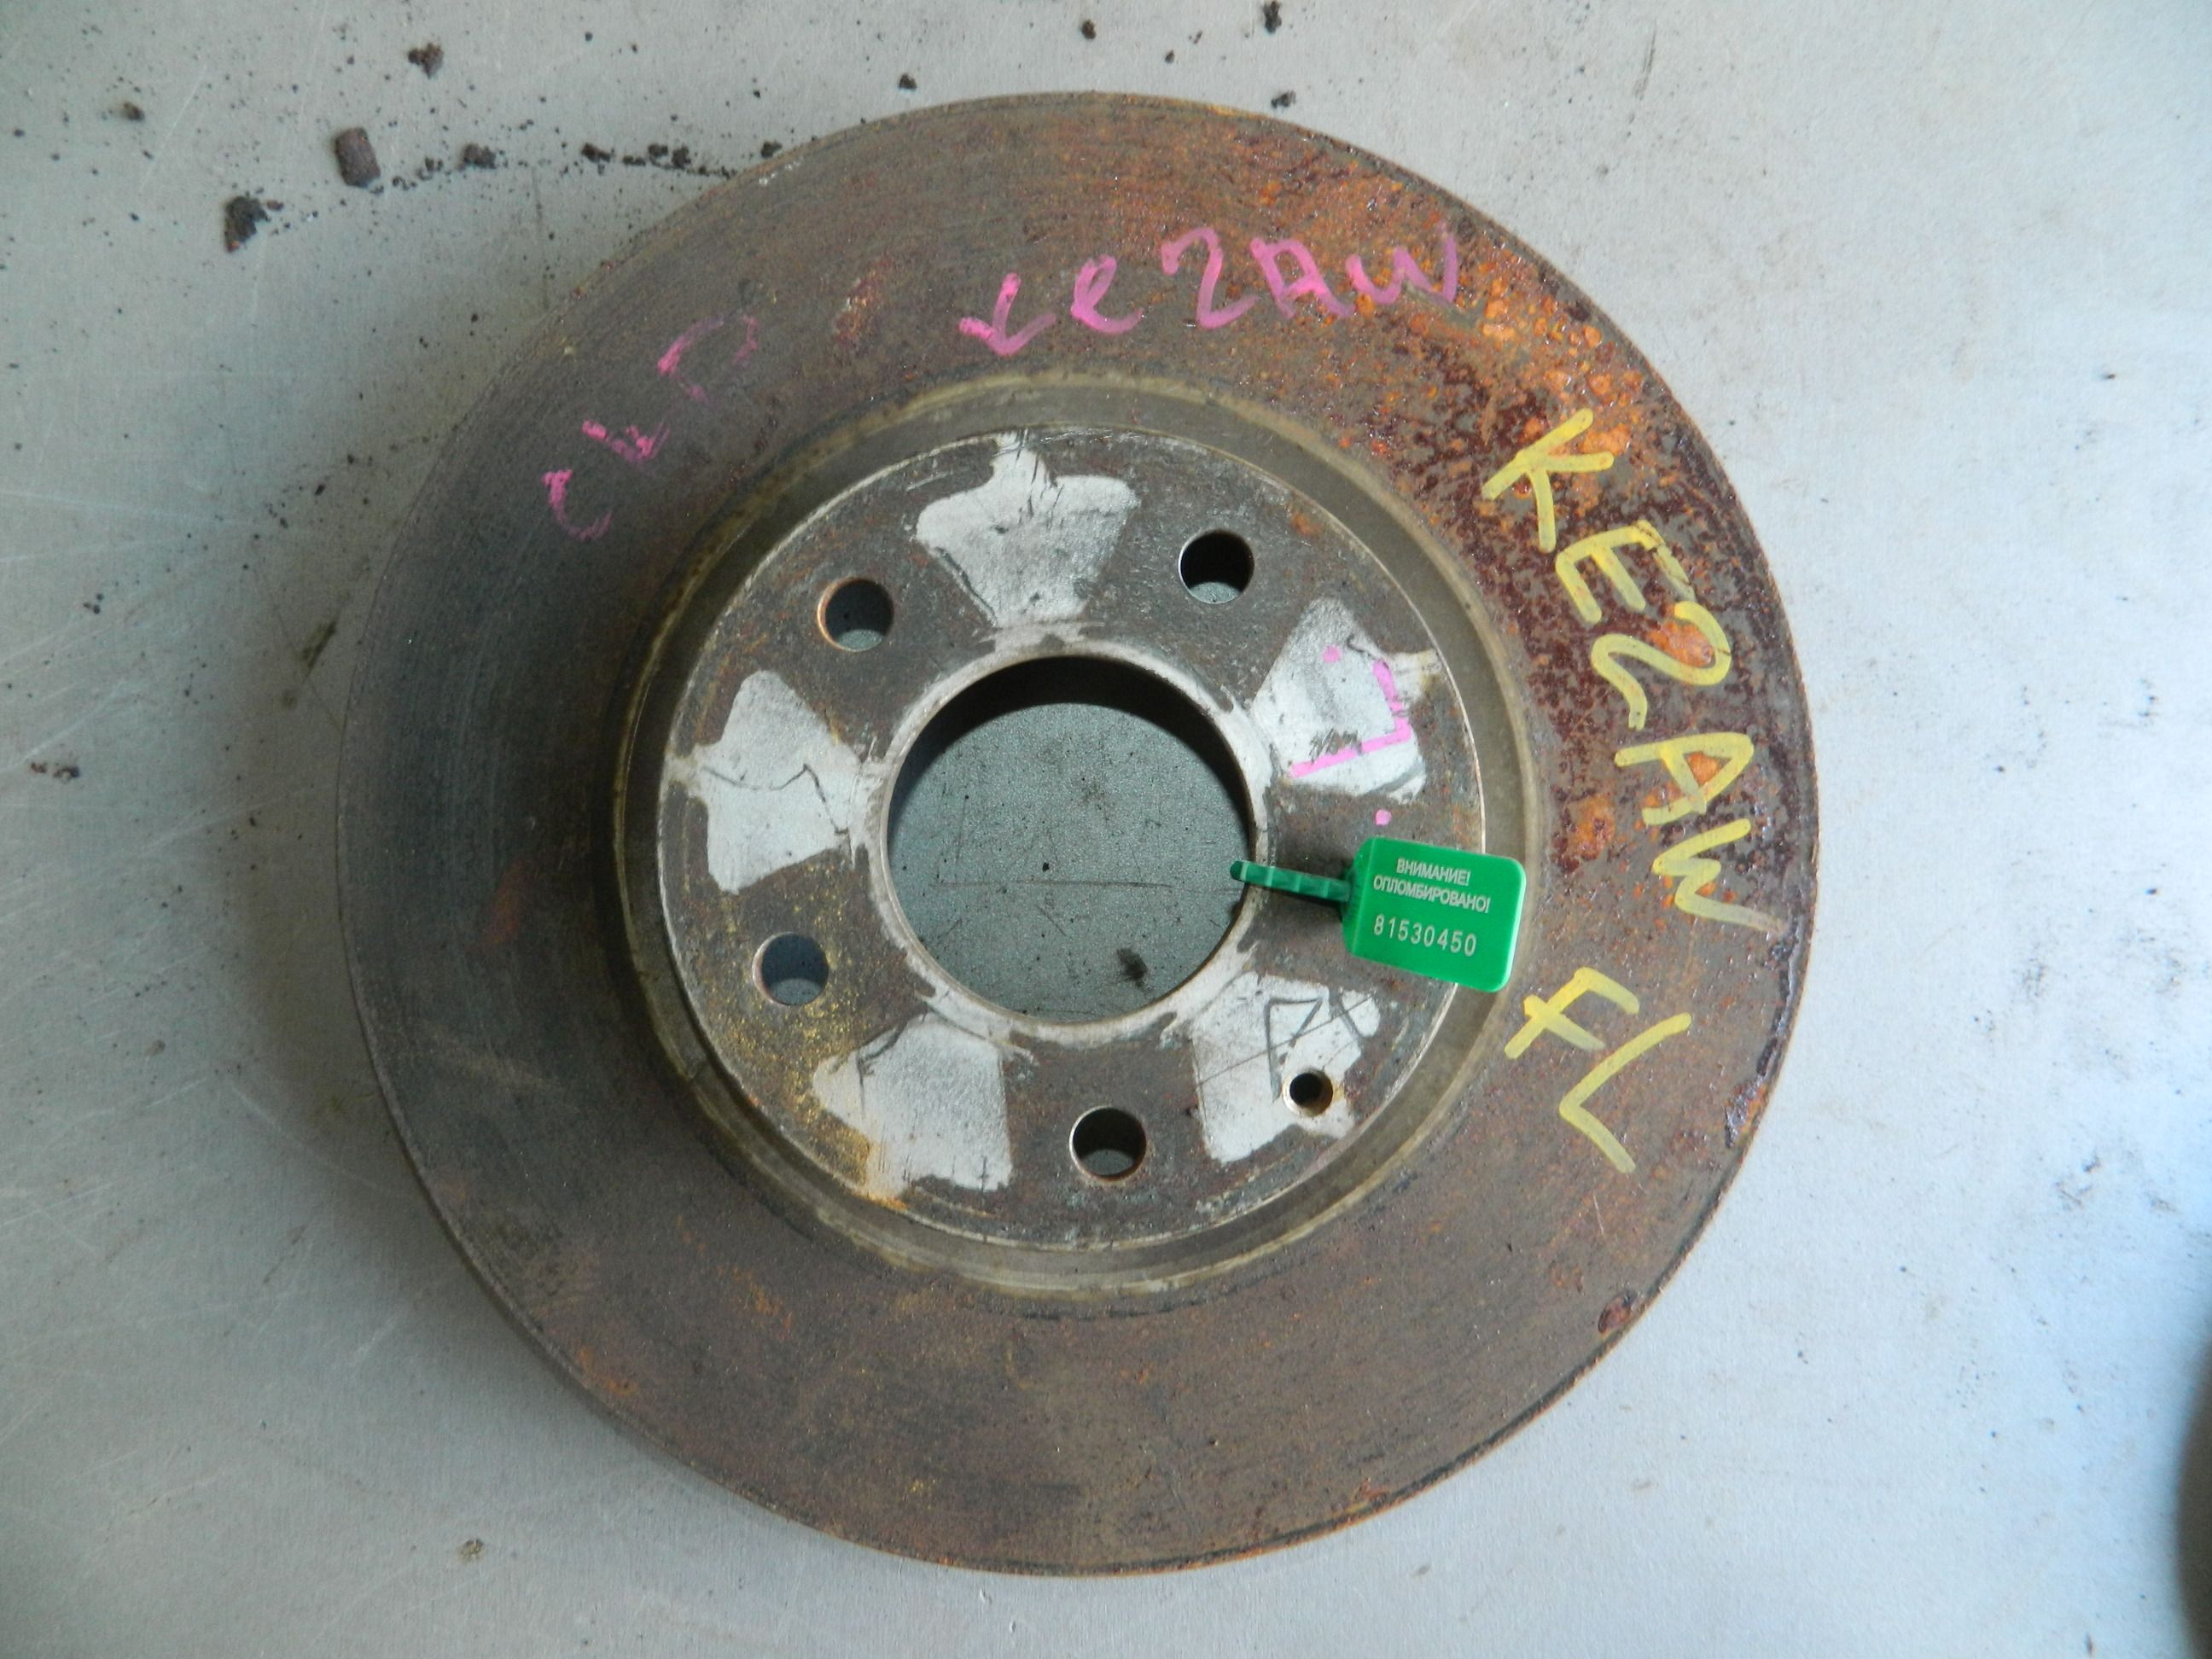 Ke2AW
KE2AW
FL
ВНИМАНИЕ!
ОПЛОМБИРОВАНО!
81530450